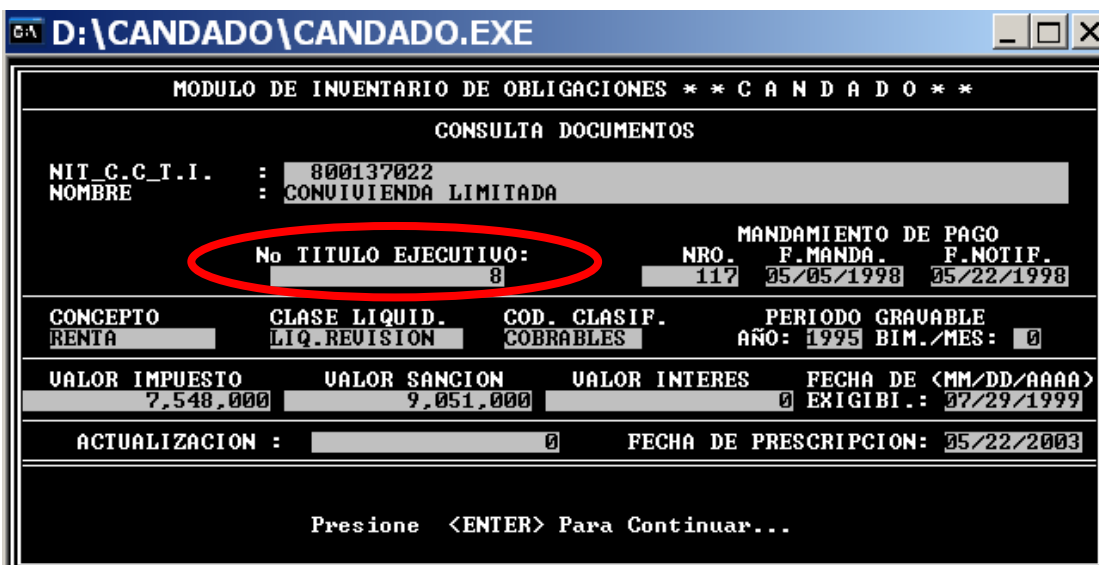 D:\CANDADO\CANDADO.EXE
MODULO DE INVENTARIO DE OBLIGACIONES * * C A N D A D O * *
CONSULTA DOCUMENTOS
NIT_C.C_T.I. : 800137022
NOMBRE : CONVIVIENDA LIMITADA
MANDAMIENTO DE PAGO
No TITULO EJECUTIVO: NRO. F.MANDA. F.NOTIF.
8 117 05/05/1998 05/22/1998
CONCEPTO CLASE LIQUID. COD. CLASIF. PERIODO GRAVABLE
RENTA LIQ.REVISION COBRABLES AÑO: 1995 BIM./MES: 0
VALOR IMPUESTO VALOR SANCION VALOR INTERES FECHA DE (MM/DD/AAAA)
7,548,000 9,051,000 0 EXIGIBI.: 07/29/1999
ACTUALIZACION : 0 FECHA DE PRESCRIPCION: 05/22/2003
Presione <ENTER> Para Continuar...